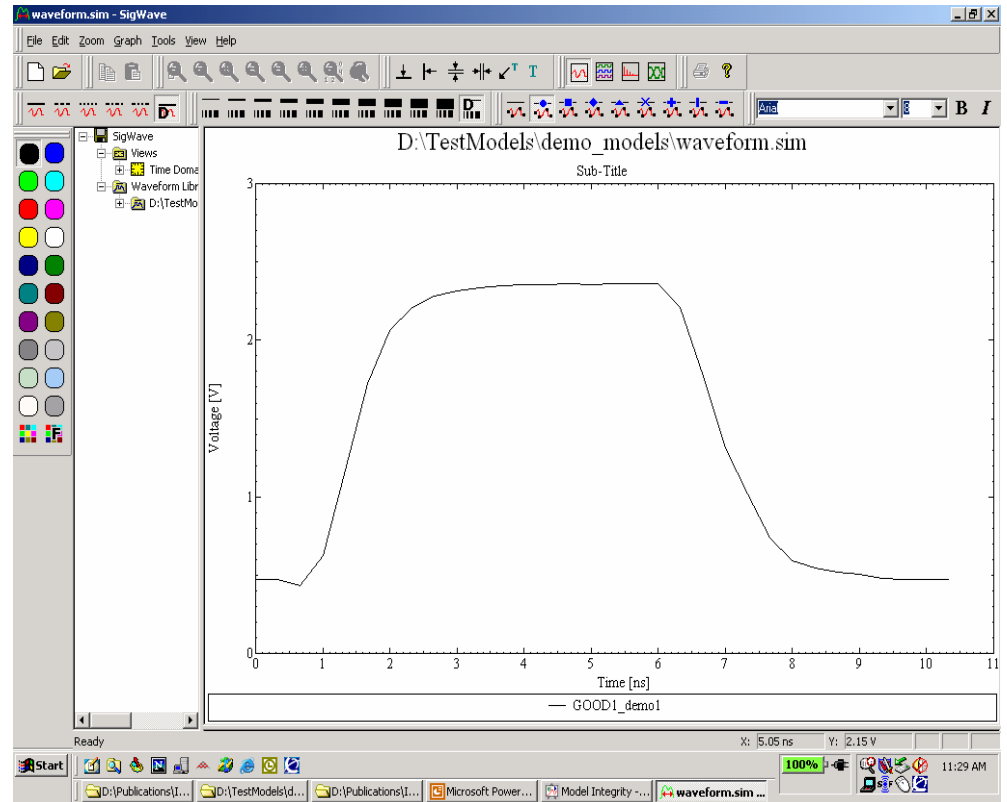 waveform.sim - SigWave
File Edit Zoom Graph Tools View Help
Arial 8 B I
SigWave
Views
Time Doma
Waveform Libr
D:\TestMo
D:\TestModels\demo_models\waveform.sim
Sub-Title
3
2
1
0
Voltage [V]
0 1 2 3 4 5 6 7 8 9 10 11
Time [ns]
GOOD1_demo1
Ready X: 5.05 ns Y: 2.15 V
Start 100% 11:29 AM
D:\Publications\I... D:\TestModels\d... D:\Publications\I... Microsoft Power... Model Integrity -... waveform.sim ...